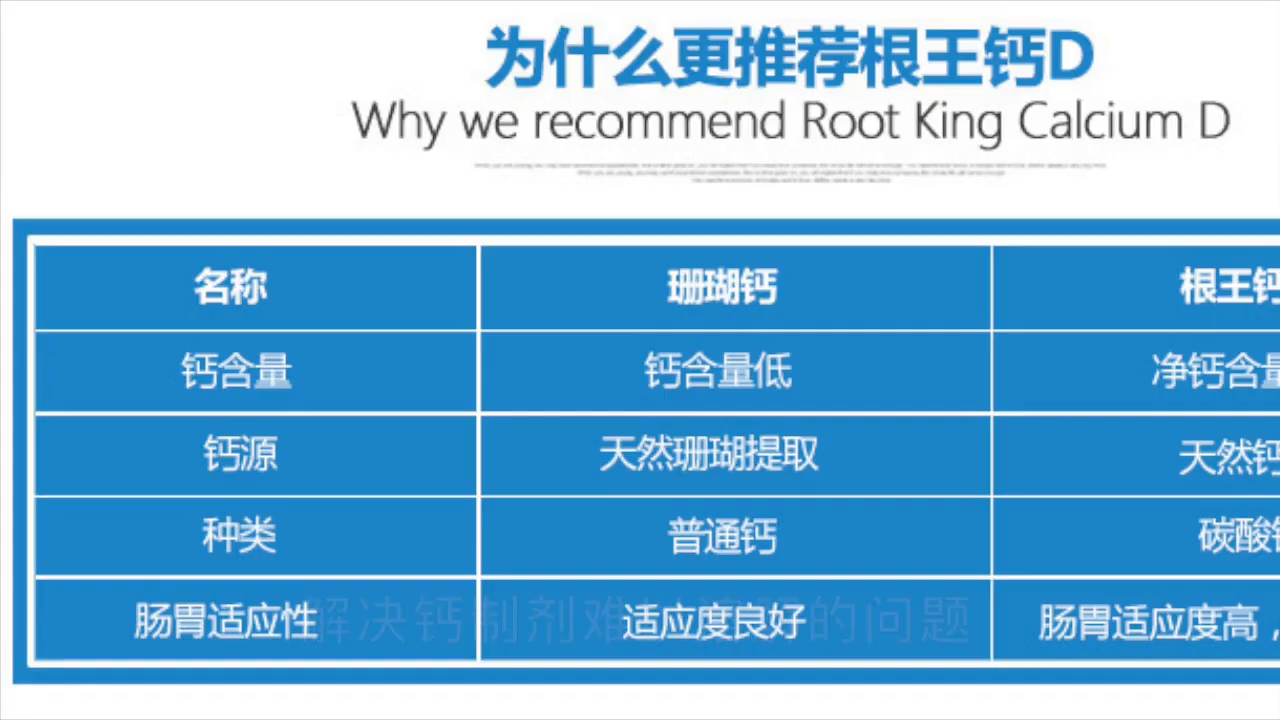 为什么更推荐根王钙D
Why we recommend Root King Calcium D
名称 珊瑚钙 根王钙
钙含量 钙含量低 净钙含量
钙源 天然珊瑚提取 天然钙
种类 普通钙 碳酸钙
肠胃适应性 适应度良好 肠胃适应度高，
解决钙制剂难 的问题